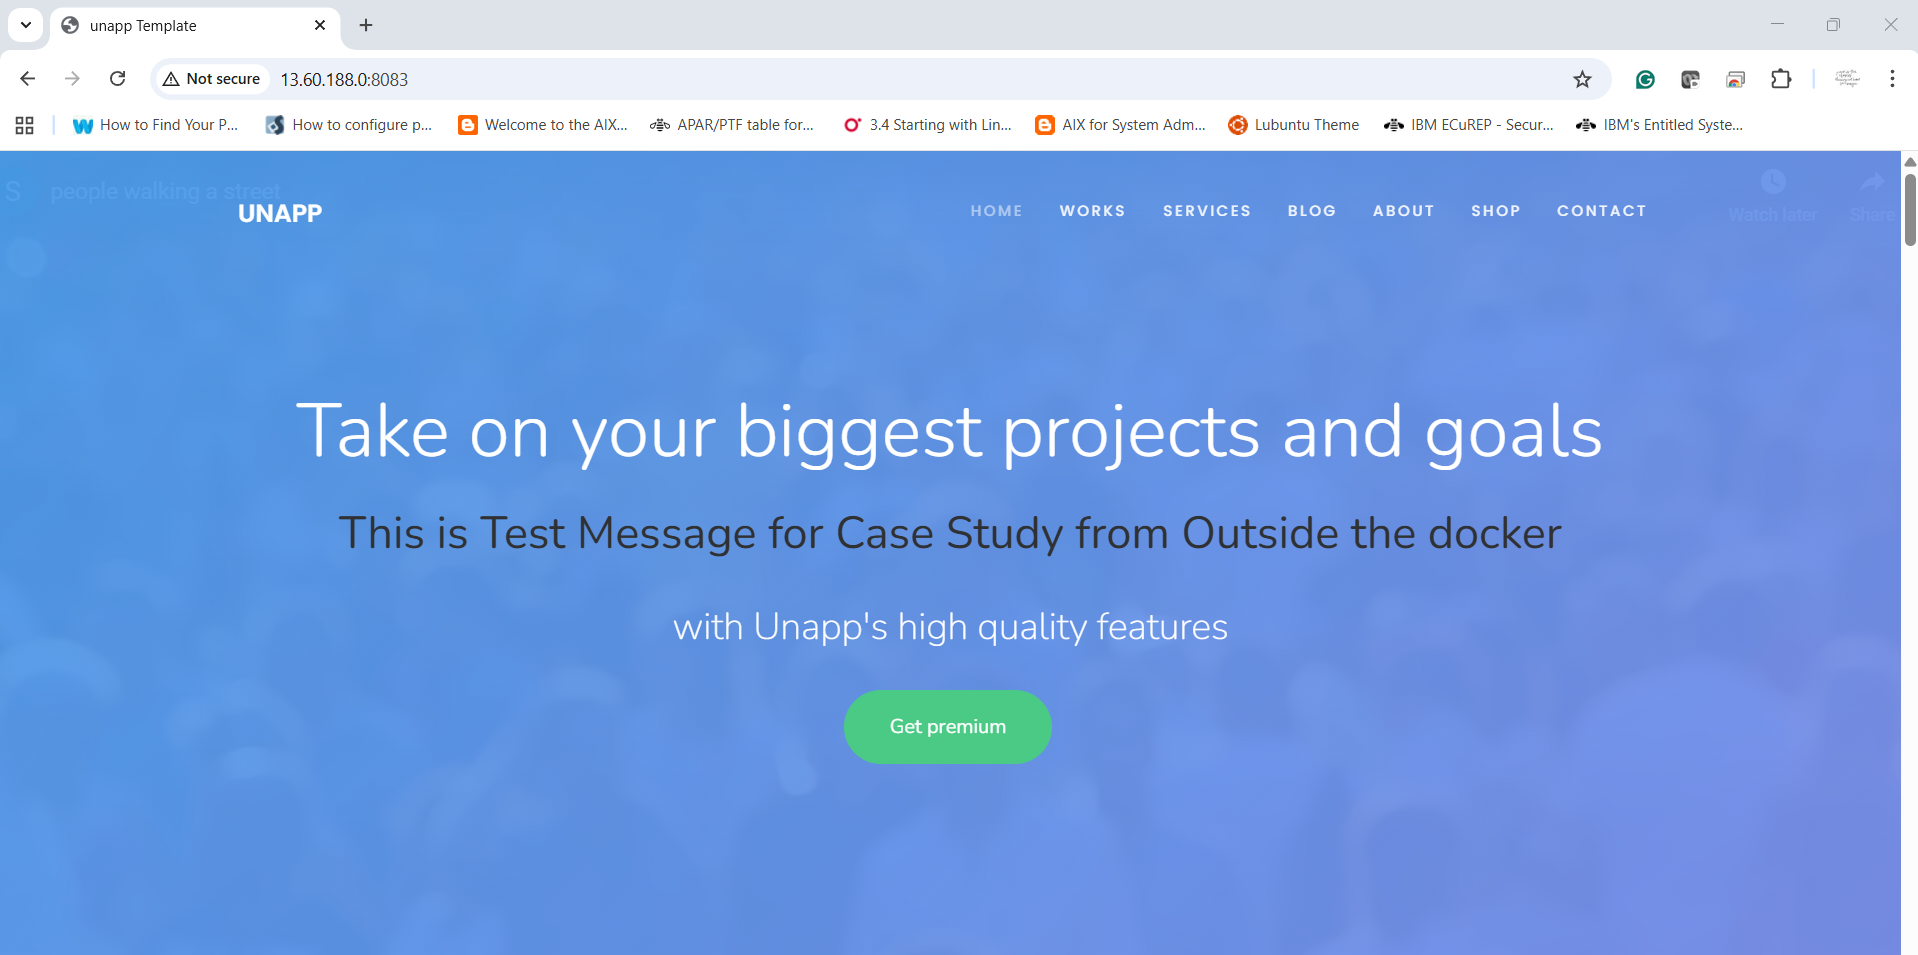 unapp Template
Not secure
13.60.188.0:8083
How to Find Your P...
How to configure p...
Welcome to the AIX...
APAR/PTF table for...
3.4 Starting with Lin...
AIX for System Adm...
Lubuntu Theme
IBM ECuREP - Secur...
IBM's Entitled Syste...
S people walking a street
Watch later
Share
UNAPP
HOME WORKS SERVICES BLOG ABOUT SHOP CONTACT
Take on your biggest projects and goals
This is Test Message for Case Study from Outside the docker
with Unapp's high quality features
Get premium